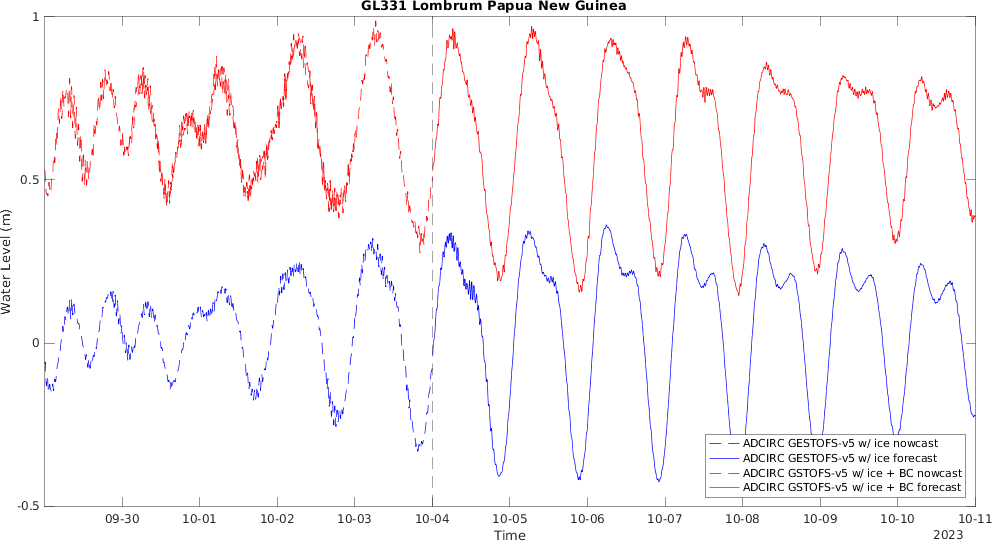 GL331 Lombrum Papua New Guinea
Water Level (m)
1
0.5
0
-0.5
ADCIRC GESTOFS-v5 w/ ice nowcast
ADCIRC GESTOFS-v5 w/ ice forecast
ADCIRC GSTOFS-v5 w/ ice + BC nowcast
ADCIRC GSTOFS-v5 w/ ice + BC forecast
09-30 10-01 10-02 10-03 10-04 10-05 10-06 10-07 10-08 10-09 10-10 10-11
Time
2023